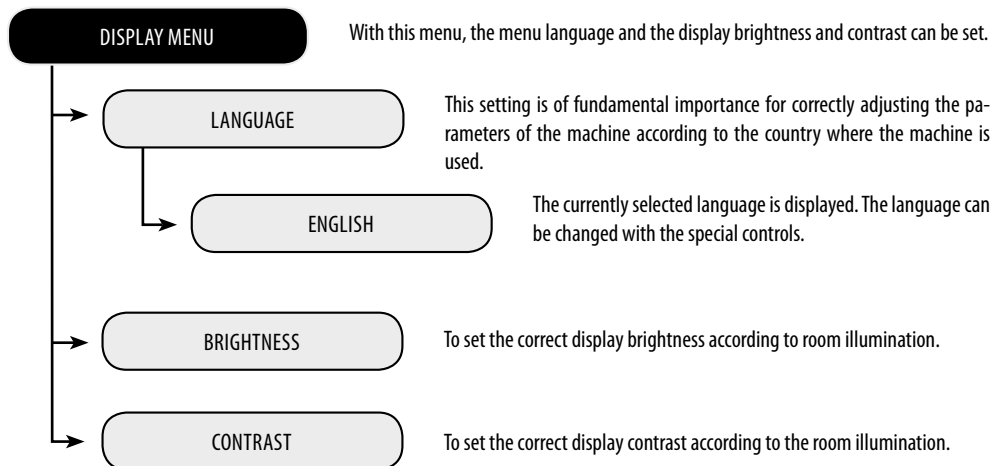 DISPLAY MENU
With this menu, the menu language and the display brightness and contrast can be set.
LANGUAGE
This setting is of fundamental importance for correctly adjusting the pa-
rameters of the machine according to the country where the machine is
used.
ENGLISH
The currently selected language is displayed. The language can
be changed with the special controls.
BRIGHTNESS
To set the correct display brightness according to room illumination.
CONTRAST
To set the correct display contrast according to the room illumination.